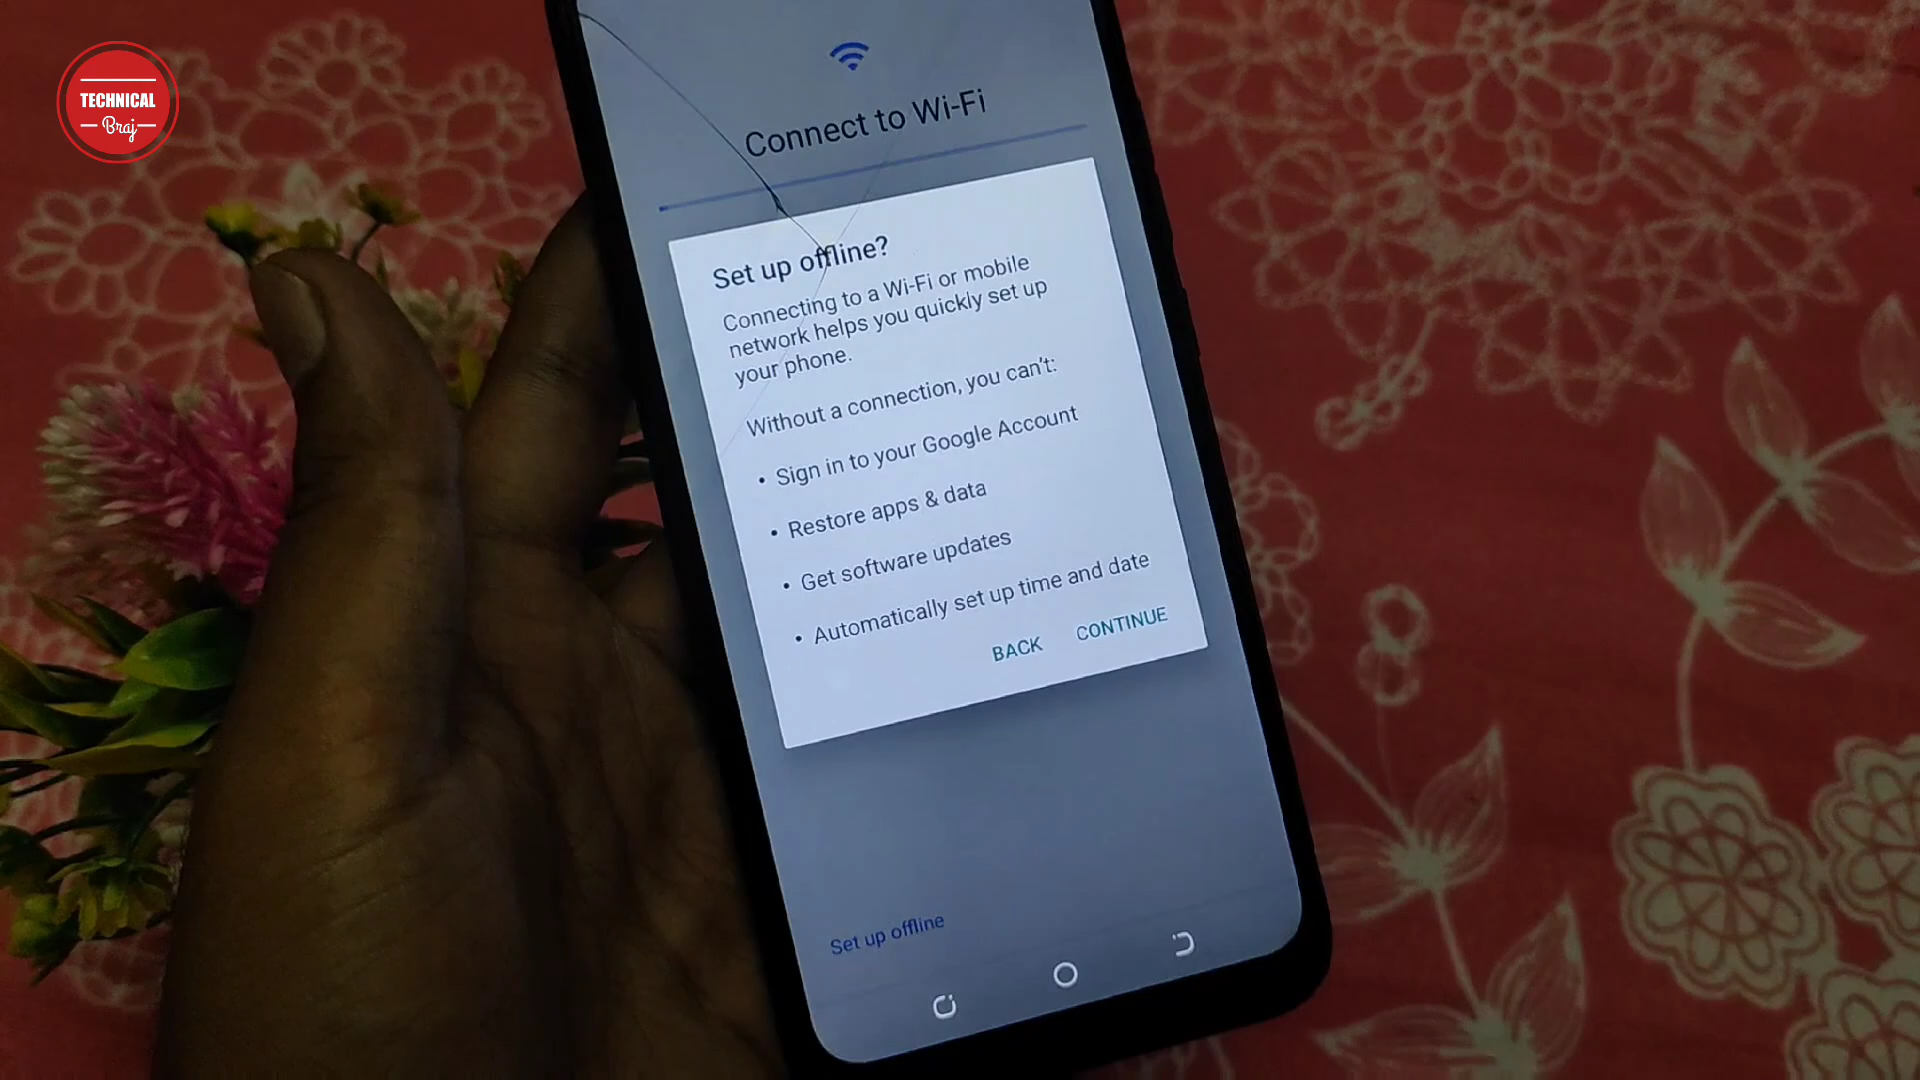 TECHNICAL
Braj
Connect to Wi-Fi
Set up offline?
Connecting to a Wi-Fi or mobile
network helps you quickly set up
your phone.
Without a connection, you can't:
• Sign in to your Google Account
• Restore apps & data
• Get software updates
• Automatically set up time and date
BACK CONTINUE
Set up offline